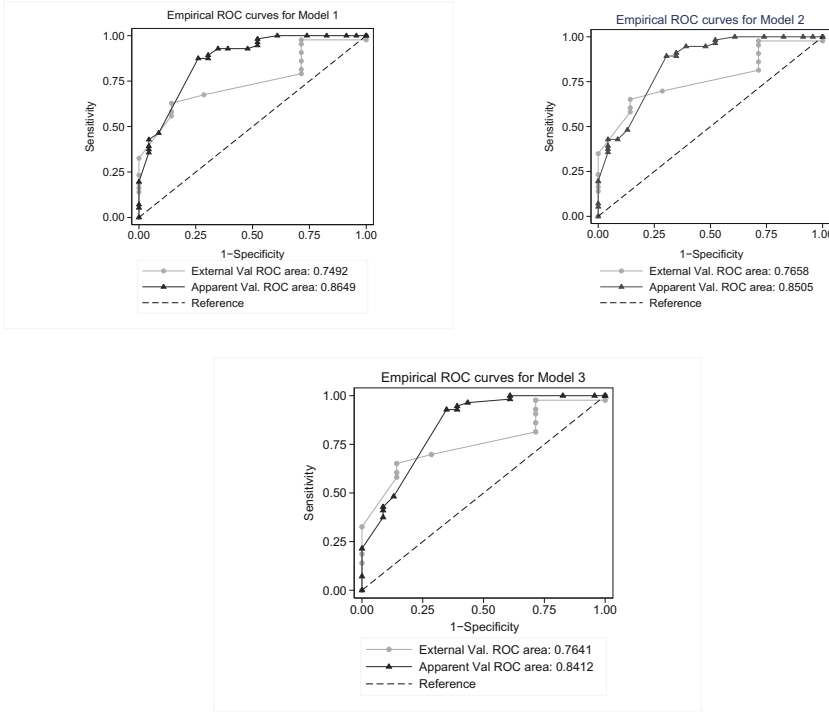 Empirical ROC curves for Model 1
1.00
0.75
0.50
0.25
0.00
Sensitivity
0.00 0.25 0.50 0.75 1.00
1−Specificity
External Val ROC area: 0.7492
Apparent Val. ROC area: 0.8649
Reference
Empirical ROC curves for Model 2
1.00
0.75
0.50
0.25
0.00
Sensitivity
0.00 0.25 0.50 0.75 1.00
1−Specificity
External Val. ROC area: 0.7658
Apparent Val. ROC area: 0.8505
Reference
Empirical ROC curves for Model 3
1.00
0.75
0.50
0.25
0.00
Sensitivity
0.00 0.25 0.50 0.75 1.00
1−Specificity
External Val. ROC area: 0.7641
Apparent Val ROC area: 0.8412
Reference